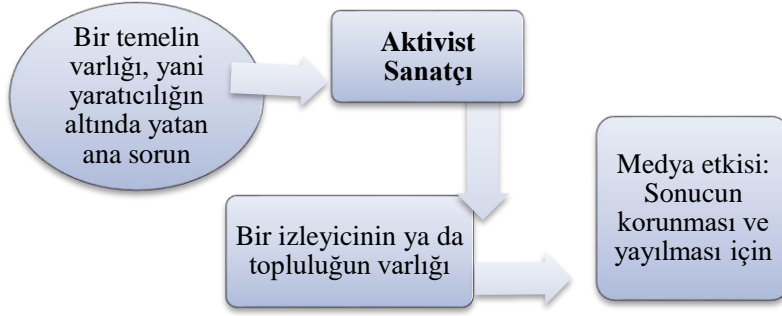 Bir temelin
varlığı, yani
yaratıcılığın
altında yatan
ana sorun
Aktivist
Sanatçı
Bir izleyicinin ya da
topluluğun varlığı
Medya etkisi:
Sonucun
korunması ve
yayılması için